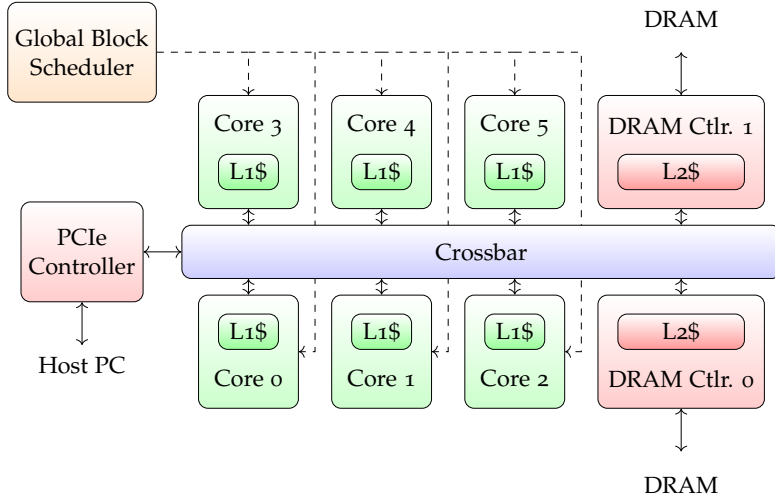 Global Block
Scheduler
DRAM
Core 3
Core 4
Core 5
DRAM Ctlr. 1
L1$
L1$
L1$
L2$
PCIe
Controller
Crossbar
Host PC
L1$
L1$
L1$
L2$
Core 0
Core 1
Core 2
DRAM Ctlr. 0
DRAM